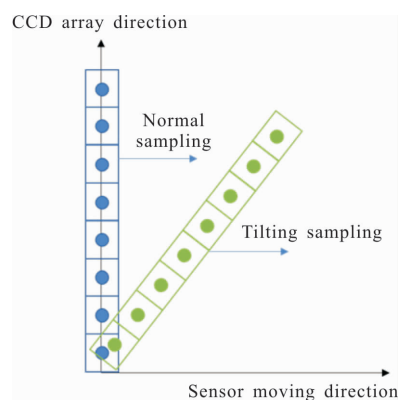 CCD array direction
Normal
sampling
Tilting sampling
Sensor moving direction